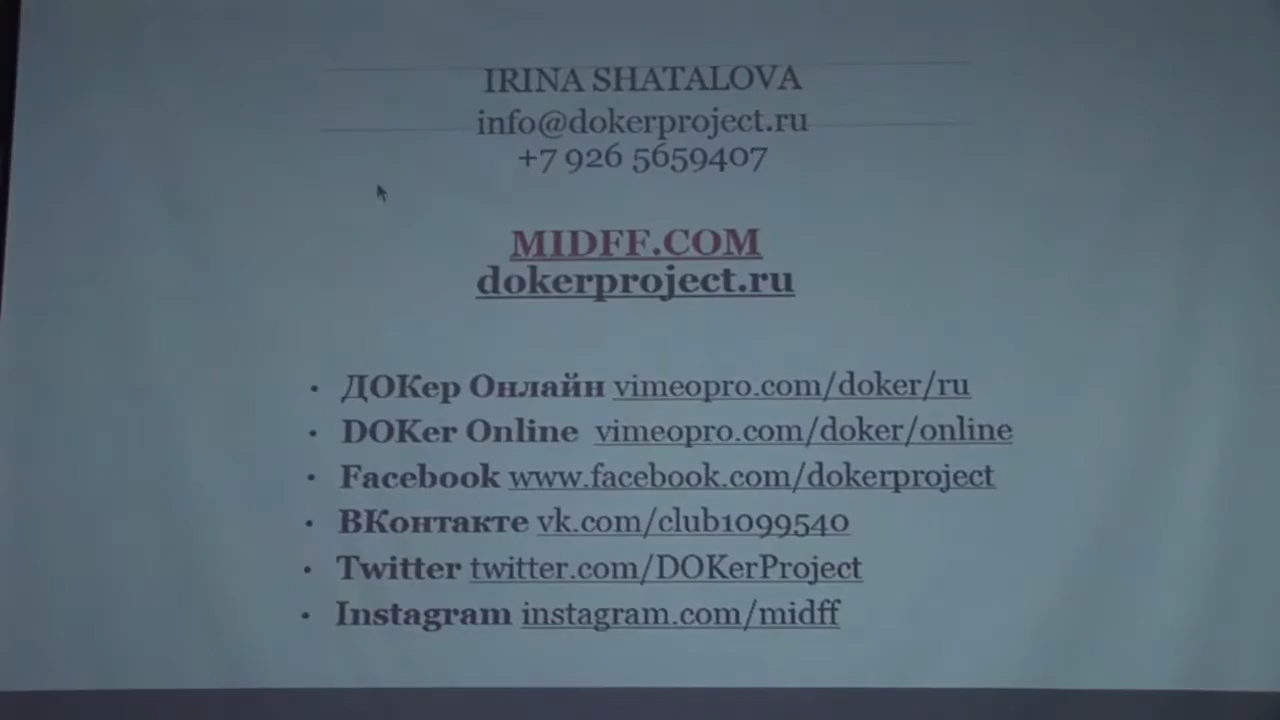 IRINA SHATALOVA
info@dokerproject.ru
+7 926 5659407
MIDFF.COM
dokerproject.ru
• ДОКер Онлайн vimeopro.com/doker/ru
• DOKer Online vimeopro.com/doker/online
• Facebook www.facebook.com/dokerproject
• ВКонтакте vk.com/club1099540
• Twitter twitter.com/DOKerProject
• Instagram instagram.com/midff